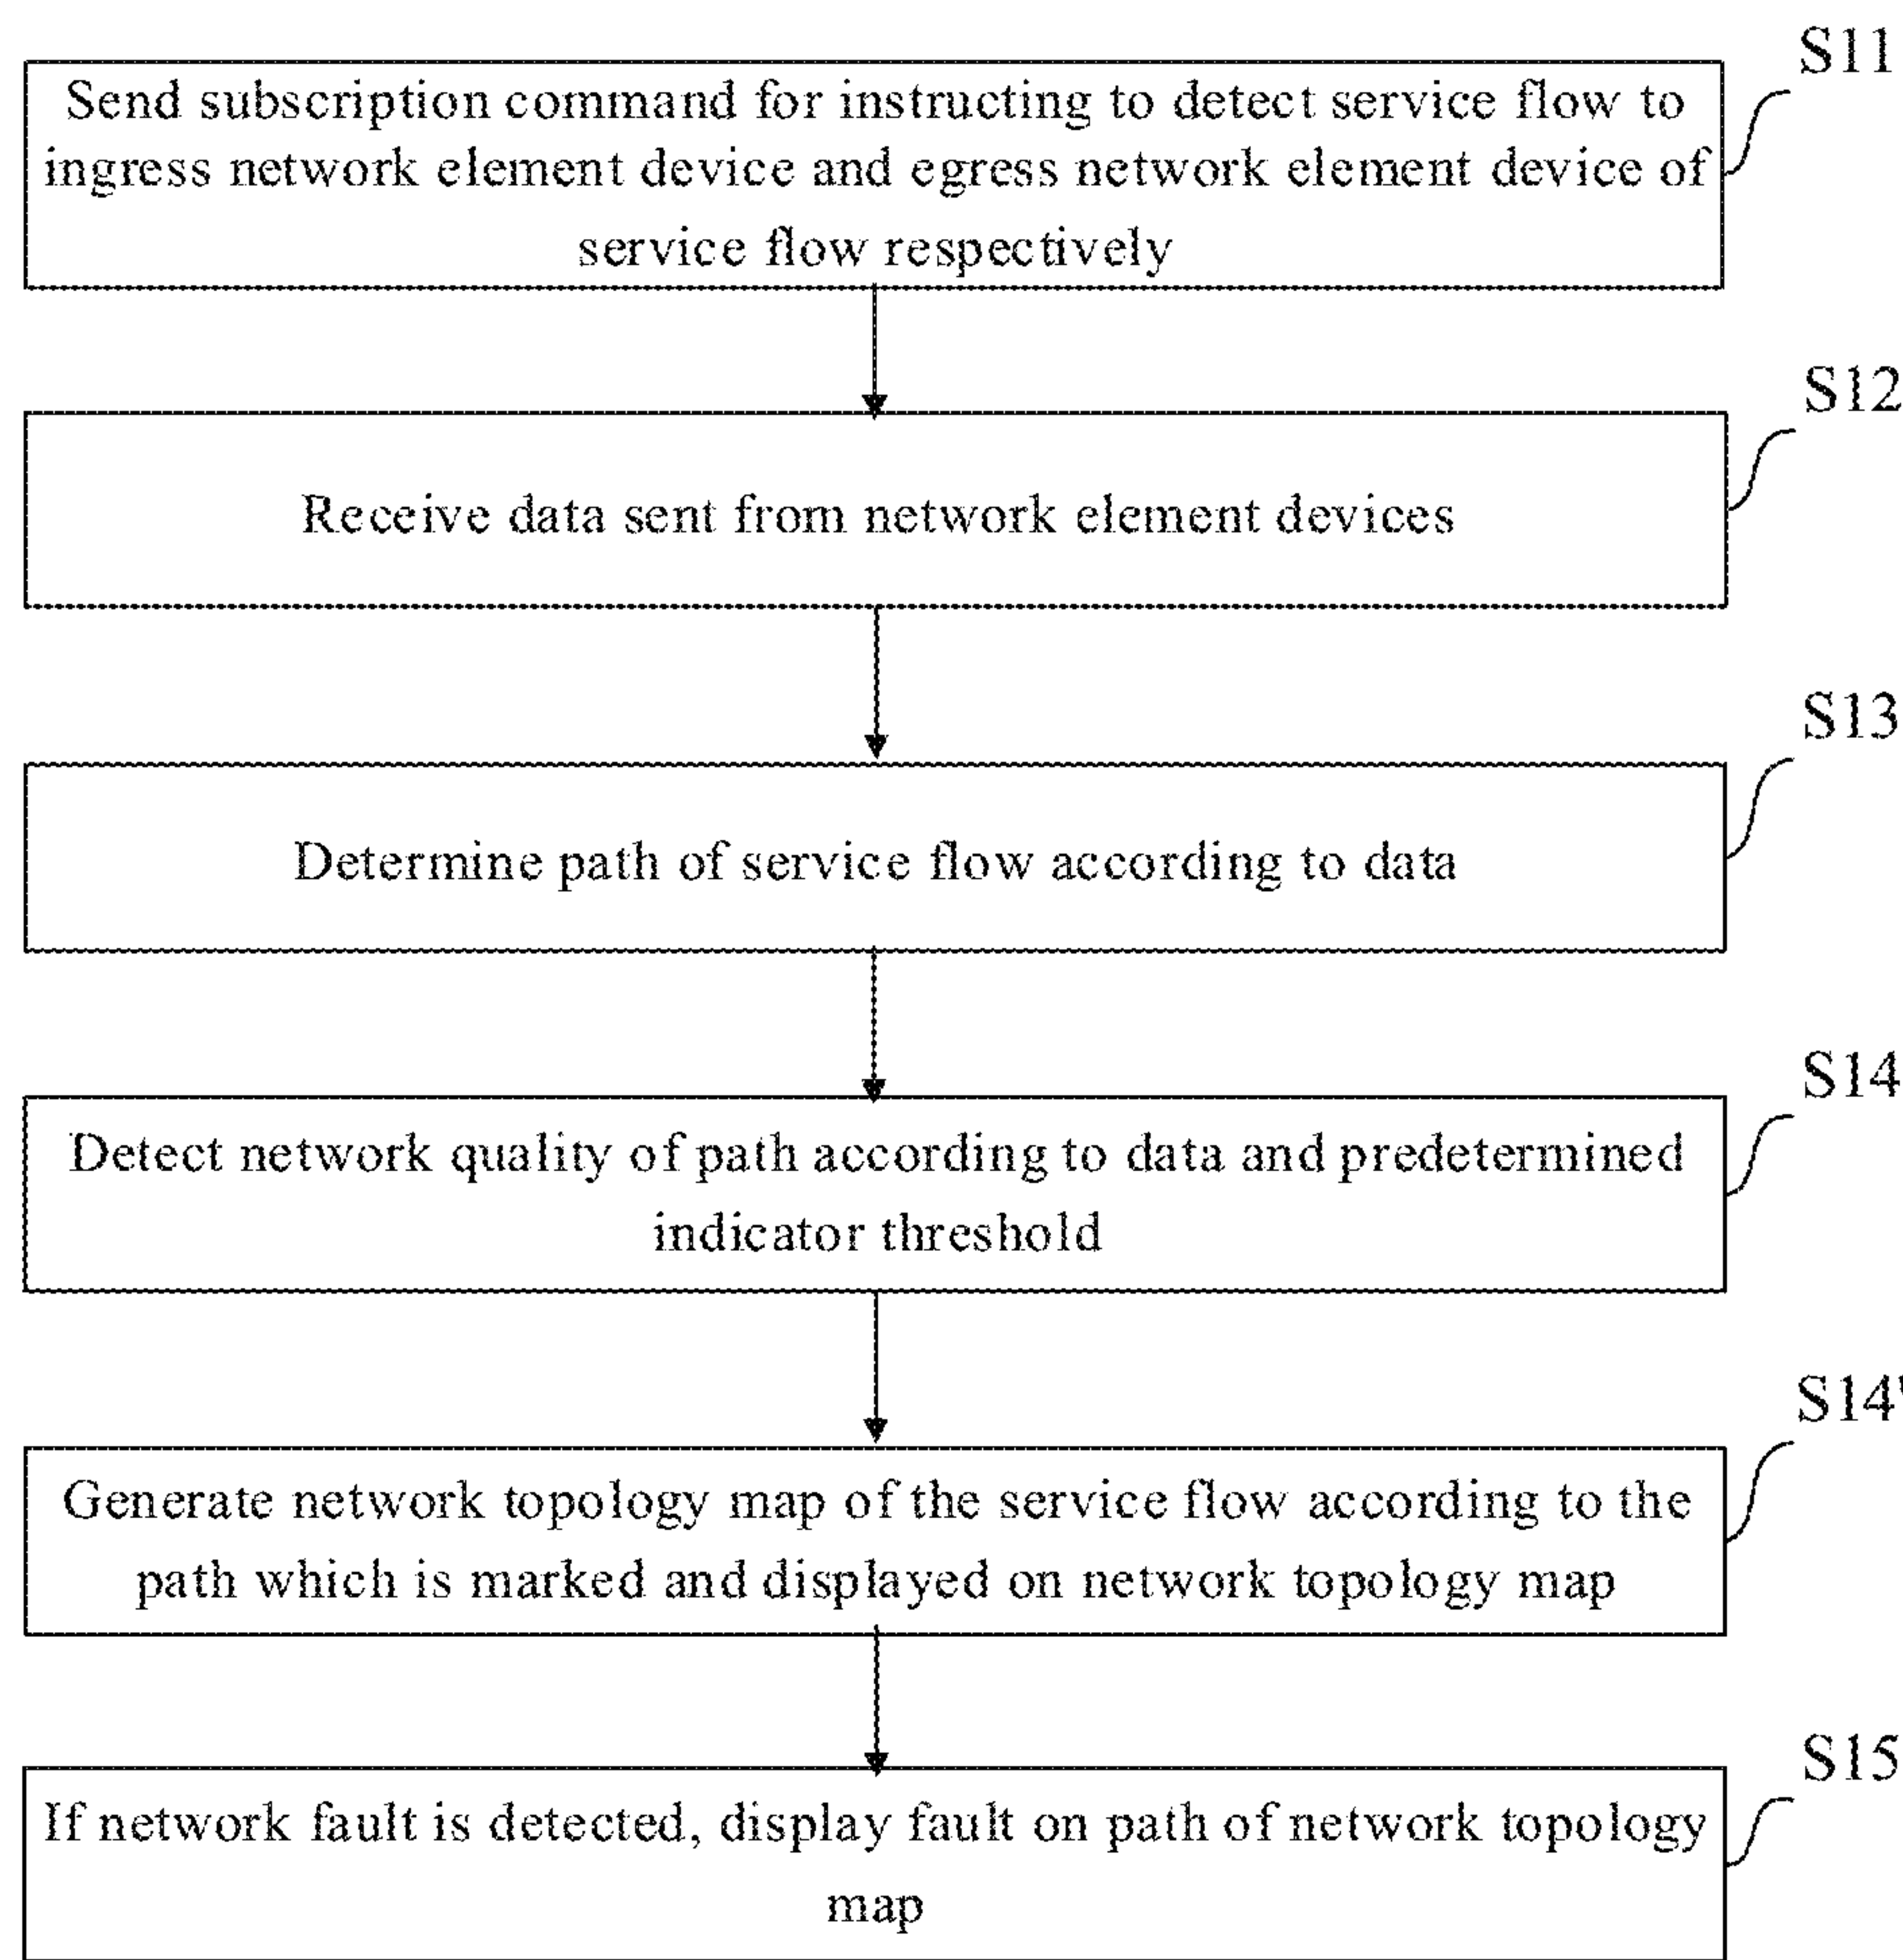 S11
Send subscription command for instructing to detect service flow to
ingress network element device and egress network element device of
service flow respectively
S12
Receive data sent from network element devices
S13
Determine path of service flow according to data
S14
Detect network quality of path according to data and predetermined
indicator threshold
S14'
Generate network topology map of the service flow according to the
path which is marked and displayed on network topology map
S15
If network fault is detected, display fault on path of network topology
map